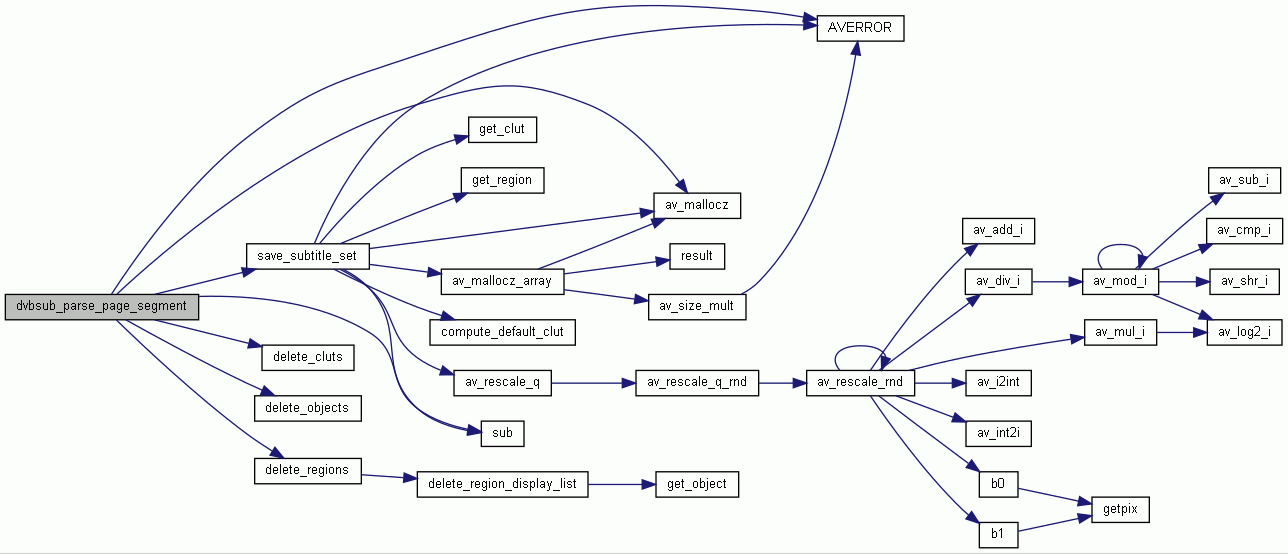 AVERROR
get_clut
get_region
av_sub_i
av_mallocz
av_add_i
av_cmp_i
save_subtitle_set
result
av_mallocz_array
av_div_i
av_mod_i
av_shr_i
dvbsub_parse_page_segment
av_size_mult
compute_default_clut
av_mul_i
av_log2_i
delete_cluts
av_rescale_q
av_rescale_q_rnd
av_rescale_rnd
av_i2int
delete_objects
sub
av_int2i
delete_regions
delete_region_display_list
get_object
b0
getpix
b1